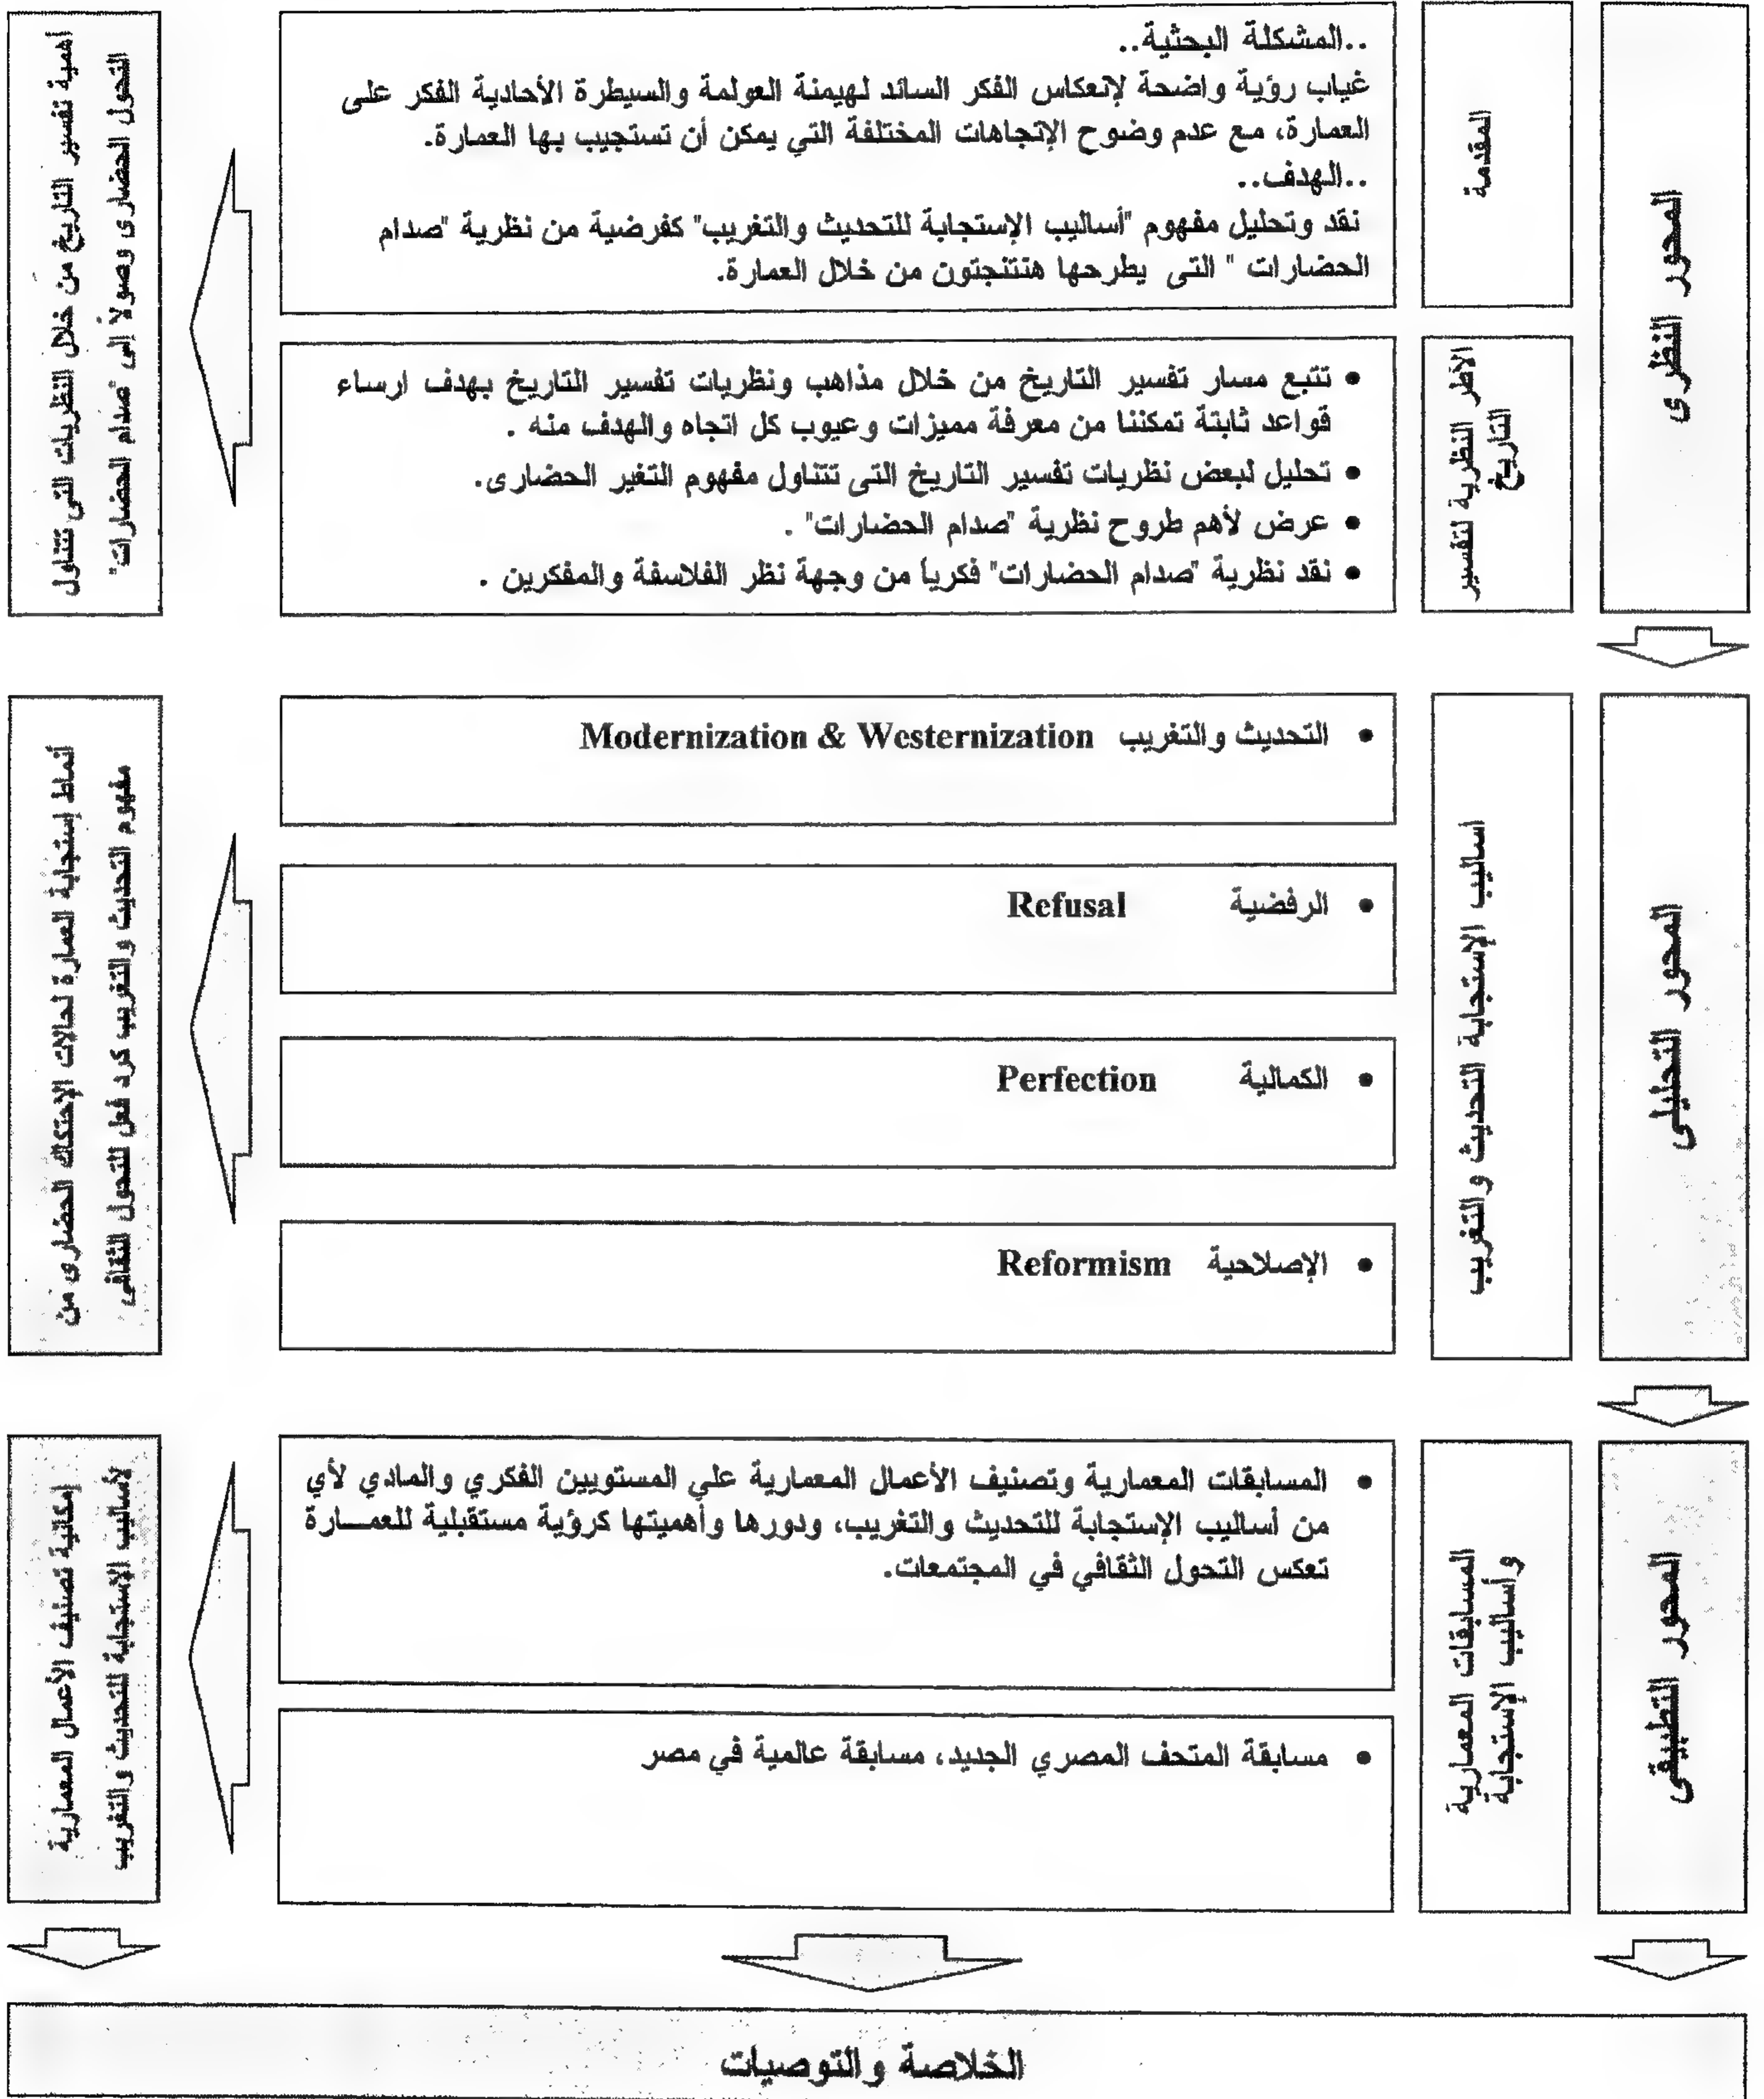 المحور النظرى
المقدمة
..المشكلة البحثية..
غياب رؤية واضحة لإنعكاس الفكر السائد لهيمنة العولمة والسيطرة الأحادية الفكر على
العمارة، مع عدم وضوح الإتجاهات المختلفة التي يمكن أن تستجيب بها العمارة.
..الهدف..
نقد وتحليل مفهوم "أساليب الإستجابة للتحديث والتغريب" كفرضية من نظرية "صدام
الحضارات " التى يطرحها هنتنجتون من خلال العمارة.
الأطر النظرية لتفسير
التاريخ
• تتبع مسار تفسير التاريخ من خلال مذاهب ونظريات تفسير التاريخ بهدف ارساء
قواعد ثابتة تمكننا من معرفة مميزات وعيوب كل اتجاه والهدف منه .
• تحليل لبعض نظريات تفسير التاريخ التى تتناول مفهوم التغير الحضارى.
• عرض لأهم طروح نظرية "صدام الحضارات" .
• نقد نظرية "صدام الحضارات" فكرياً من وجهة نظر الفلاسفة والمفكرين .
أهمية تفسير التاريخ من خلال النظريات التى تتناول
التحول الحضارى وصولاً إلى "صدام الحضارات"
المحور التحليلى
أساليب الإستجابة التحديث والتغريب
• التحديث والتغريب Modernization & Westernization
• الرفضية Refusal
• الكمالية Perfection
• الإصلاحية Reformism
أنماط إستجابة العمارة لحالات الإحتكاك الحضارى من
مفهوم التحديث والتغريب كرد فعل للتحول الثقافى
المحور التطبيقى
المسابقات المعمارية
وأساليب الإستجابة
• المسابقات المعمارية وتصنيف الأعمال المعمارية علي المستويين الفكري والمادي لأي
من أساليب الإستجابة للتحديث والتغريب، ودورها وأهميتها كرؤية مستقبلية للعمـــارة
تعكس التحول الثقافي في المجتمعات.
• مسابقة المتحف المصري الجديد، مسابقة عالمية في مصر
إمكانية تصنيف الأعمال المعمارية
لأساليب الإستجابة للتحديث والتغريب
الخلاصة والتوصيات